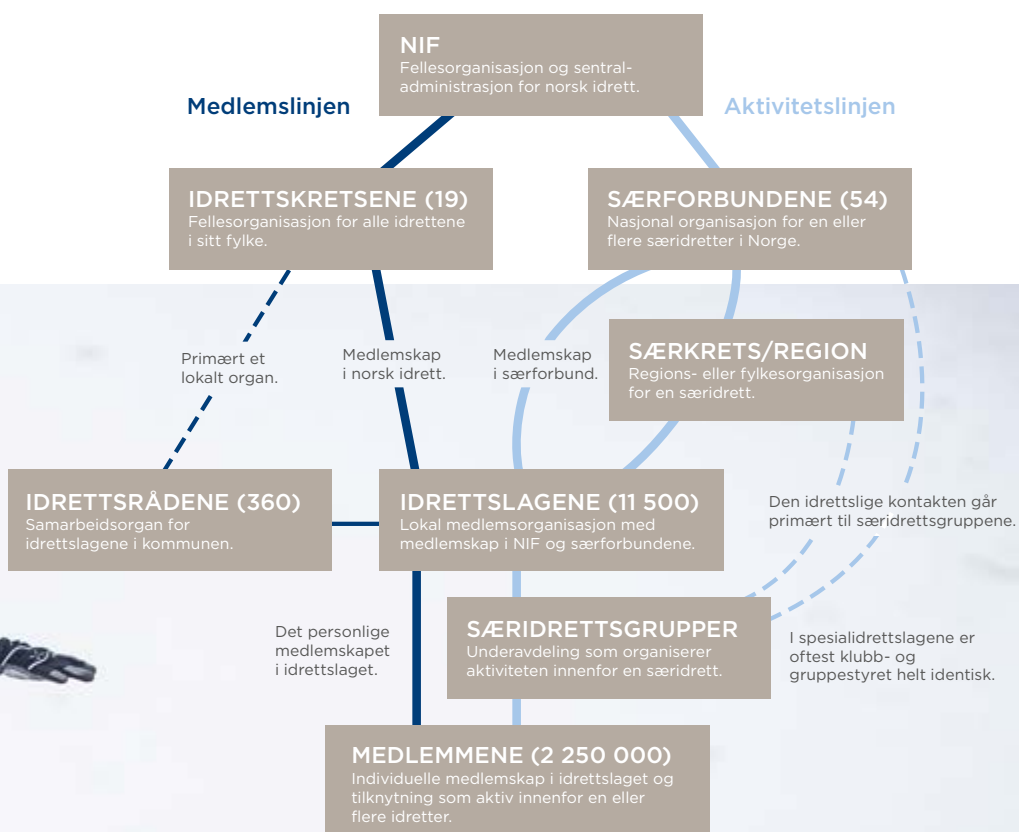 NIF
Fellesorganisasjon og sentral-
administrasjon for norsk idrett.
Medlemslinjen
Aktivitetslinjen
IDRETTSKRETSENE (19)
Fellesorganisasjon for alle idrettene
i sitt fylke.
SÆRFORBUNDENE (54)
Nasjonal organisasjon for en eller
flere særidretter i Norge.
Primært et
lokalt organ.
Medlemskap
i norsk idrett.
Medlemskap
i særforbund.
SÆRKRETS/REGION
Regions- eller fylkesorganisasjon
for en særidrett.
IDRETTSRÅDENE (360)
Samarbeidsorgan for
idrettslagene i kommunen.
IDRETTSLAGENE (11 500)
Lokal medlemsorganisasjon med
medlemskap i NIF og særforbundene.
Den idrettslige kontakten går
primært til særidrettsgruppene.
Det personlige
medlemskapet
i idrettslaget.
SÆRIDRETTSGRUPPER
Underavdeling som organiserer
aktiviteten innenfor en særidrett.
I spesialidrettslagene er
oftest klubb- og
gruppestyret helt identisk.
MEDLEMMENE (2 250 000)
Individuelle medlemskap i idrettslaget og
tilknytning som aktiv innenfor en eller
flere idretter.